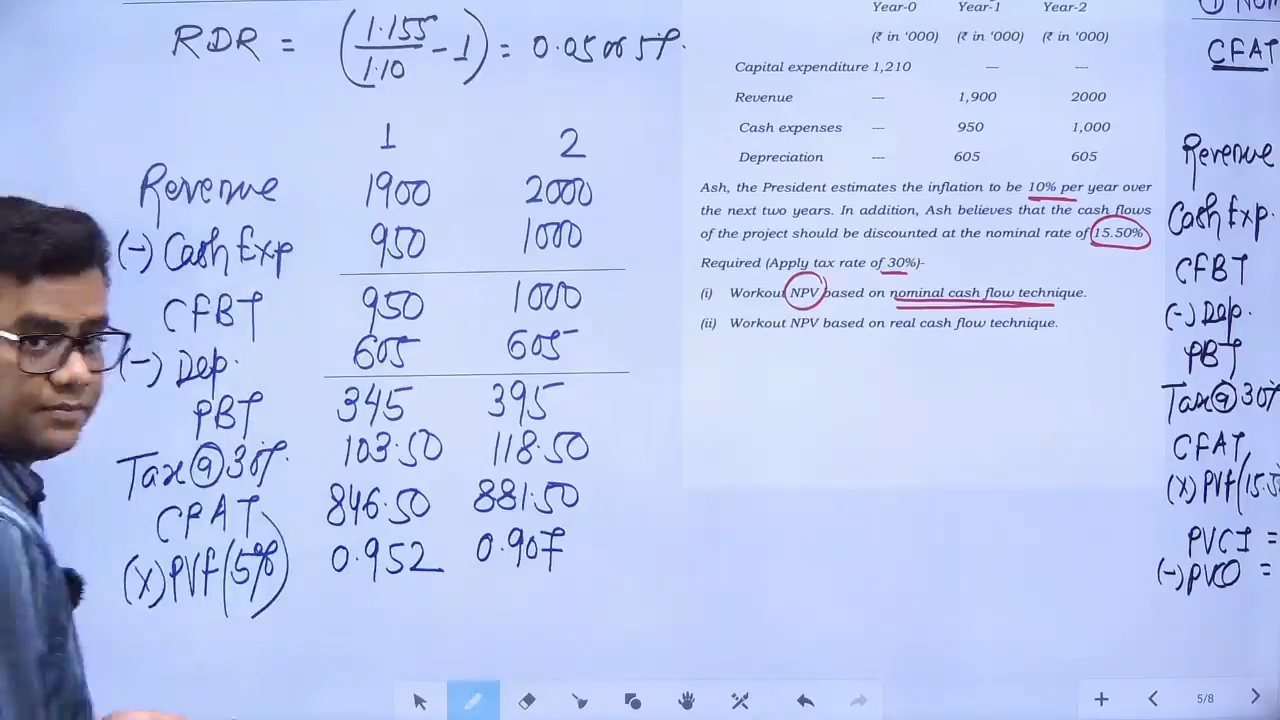 RDR = (1.155/1.10 - 1) = 0.05 or 5%.
1 2
Revenue 1900 2000
(-) Cash Exp 950 1000
CFBT 950 1000
(-) Dep. 605 605
PBT 345 395
Tax @ 30%. 103.50 118.50
CFAT 846.50 881.50
(x) PVf (5%) 0.952 0.907
Year-0 Year-1 Year-2
(₹ in ‘000) (₹ in ‘000) (₹ in ‘000)
Capital expenditure 1,210 — —
Revenue — 1,900 2000
Cash expenses — 950 1,000
Depreciation — 605 605
Ash, the President estimates the inflation to be 10% per year over
the next two years. In addition, Ash believes that the cash flows
of the project should be discounted at the nominal rate of 15.50%
Required (Apply tax rate of 30%)-
(i) Workout NPV based on nominal cash flow technique.
(ii) Workout NPV based on real cash flow technique.
CFAT
Revenue
Cash Exp.
CFBT
(-) Dep.
PBT
Tax @ 30%
CFAT
(x) PVf (15.5
PVCI =
(-) PVCO =
5/8